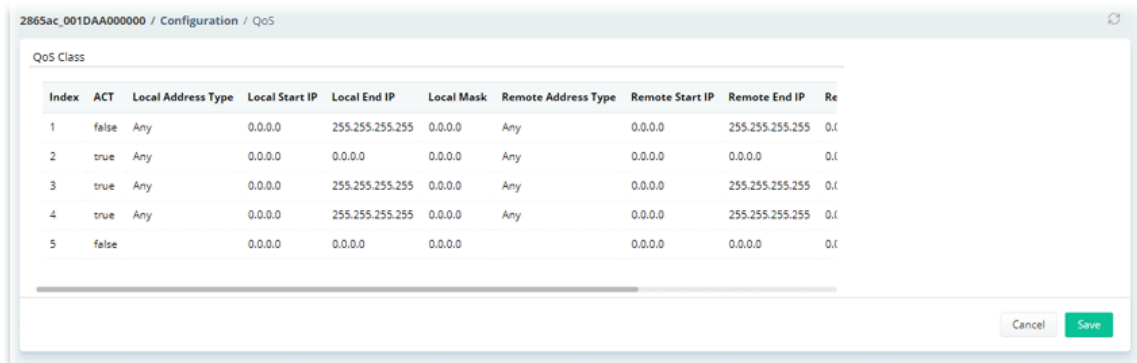 2865ac_001DAA000000 / Configuration / QoS
QoS Class
Index ACT Local Address Type Local Start IP Local End IP Local Mask Remote Address Type Remote Start IP Remote End IP Re
1 false Any 0.0.0.0 255.255.255.255 0.0.0.0 Any 0.0.0.0 255.255.255.255 0.(
2 true Any 0.0.0.0 0.0.0.0 0.0.0.0 Any 0.0.0.0 0.0.0.0 0.(
3 true Any 0.0.0.0 255.255.255.255 0.0.0.0 Any 0.0.0.0 255.255.255.255 0.(
4 true Any 0.0.0.0 255.255.255.255 0.0.0.0 Any 0.0.0.0 255.255.255.255 0.(
5 false 0.0.0.0 0.0.0.0 0.0.0.0 0.0.0.0 0.0.0.0 0.(
Cancel Save